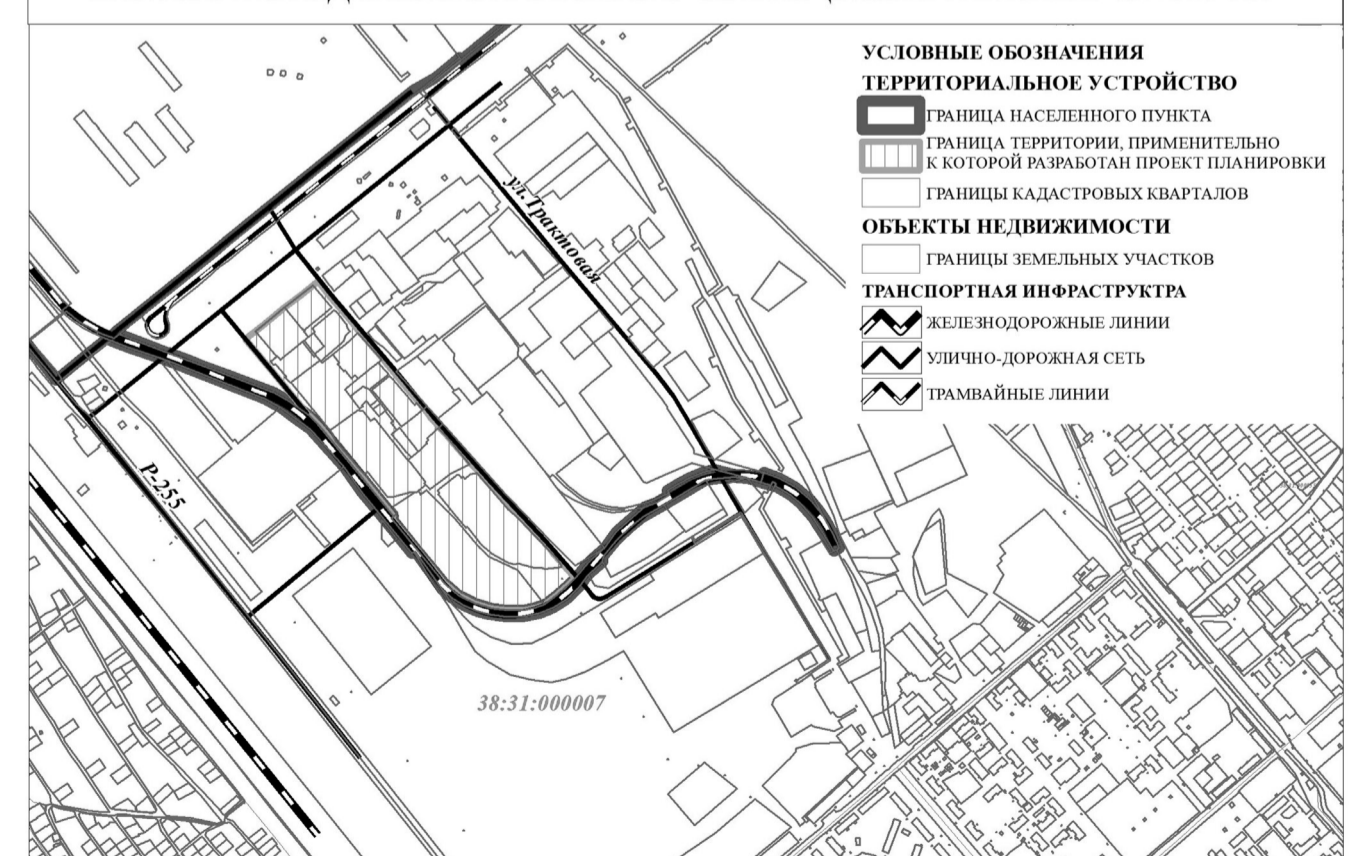 УСЛОВНЫЕ ОБОЗНАЧЕНИЯ
ТЕРРИТОРИАЛЬНОЕ УСТРОЙСТВО
ГРАНИЦА НАСЕЛЕННОГО ПУНКТА
ГРАНИЦА ТЕРРИТОРИИ, ПРИМЕНИТЕЛЬНО
К КОТОРОЙ РАЗРАБОТАН ПРОЕКТ ПЛАНИРОВКИ
ГРАНИЦЫ КАДАСТРОВЫХ КВАРТАЛОВ
ОБЪЕКТЫ НЕДВИЖИМОСТИ
ГРАНИЦЫ ЗЕМЕЛЬНЫХ УЧАСТКОВ
ТРАНСПОРТНАЯ ИНФРАСТРУКТРА
ЖЕЛЕЗНОДОРОЖНЫЕ ЛИНИИ
УЛИЧНО-ДОРОЖНАЯ СЕТЬ
ТРАМВАЙНЫЕ ЛИНИИ
ул.Трактовая
Р-255
38:31:000007